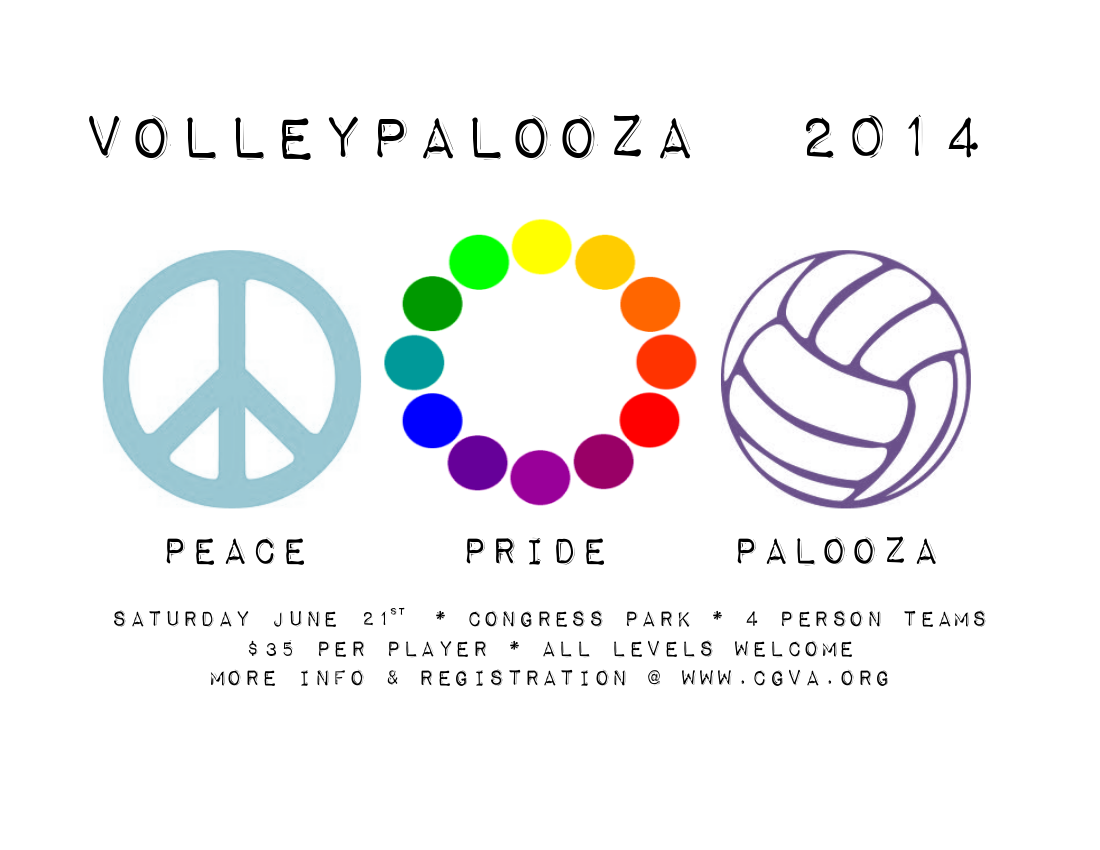 VOLLEYPALOOZA 2014
PEACE PRIDE PALOOZA
SATURDAY JUNE 21ST * CONGRESS PARK * 4 PERSON TEAMS
$35 PER PLAYER * ALL LEVELS WELCOME
MORE INFO & REGISTRATION @ WWW.CGVA.ORG